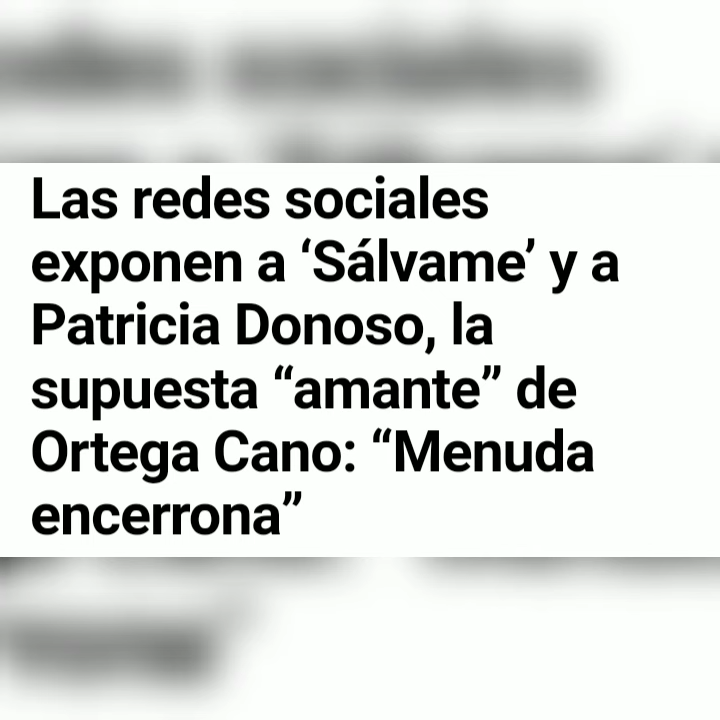 Las redes sociales
exponen a ‘Sálvame’ y a
Patricia Donoso, la
supuesta “amante” de
Ortega Cano: “Menuda
encerrona”